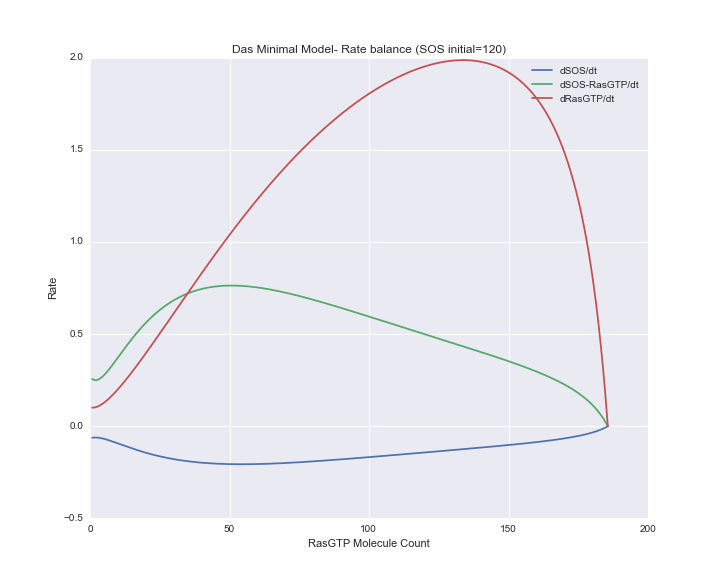 Das Minimal Model- Rate balance (SOS initial=120)
2.0
1.5
1.0
0.5
0.0
−0.5
Rate
dSOS/dt
dSOS-RasGTP/dt
dRasGTP/dt
0 50 100 150 200
RasGTP Molecule Count